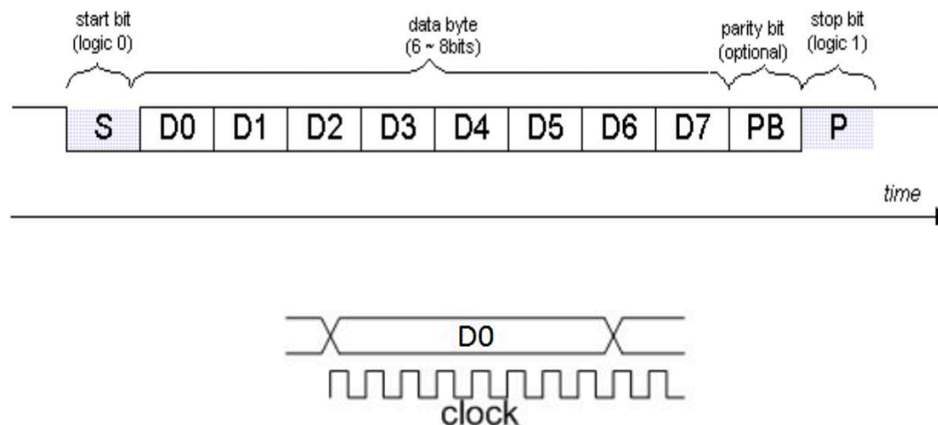 start bit
(logic 0)
data byte
(6 ~ 8bits)
parity bit
(optional)
stop bit
(logic 1)
S D0 D1 D2 D3 D4 D5 D6 D7 PB P
time
D0
clock